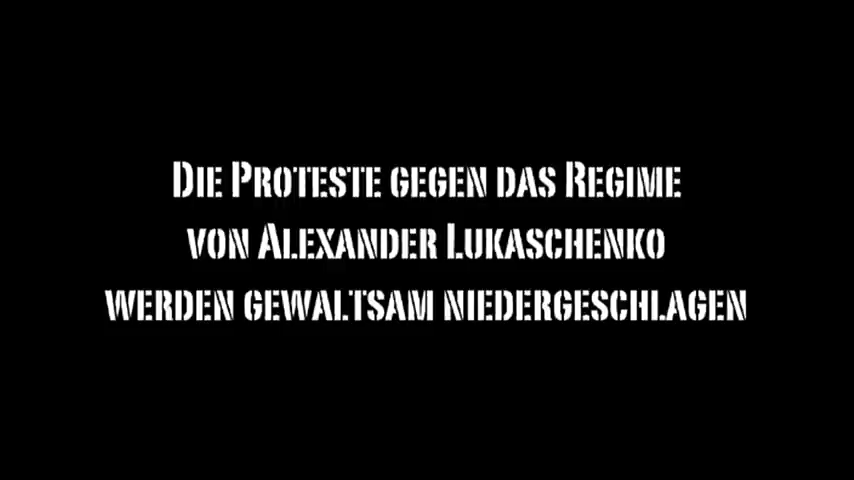 Die Proteste gegen das Regime
von Alexander Lukaschenko
werden gewaltsam niedergeschlagen